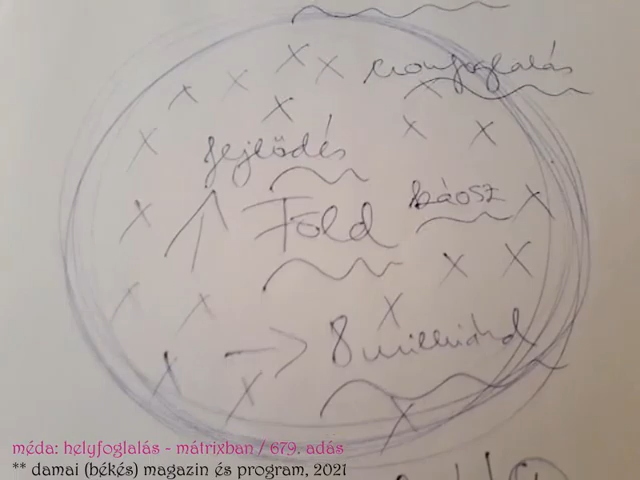 honfoglalás
fejlődés
káosz
Föld
8 milliárd
méda: helyfoglalás - mátrixban / 679. adás
** damai (békés) magazin és program, 2021